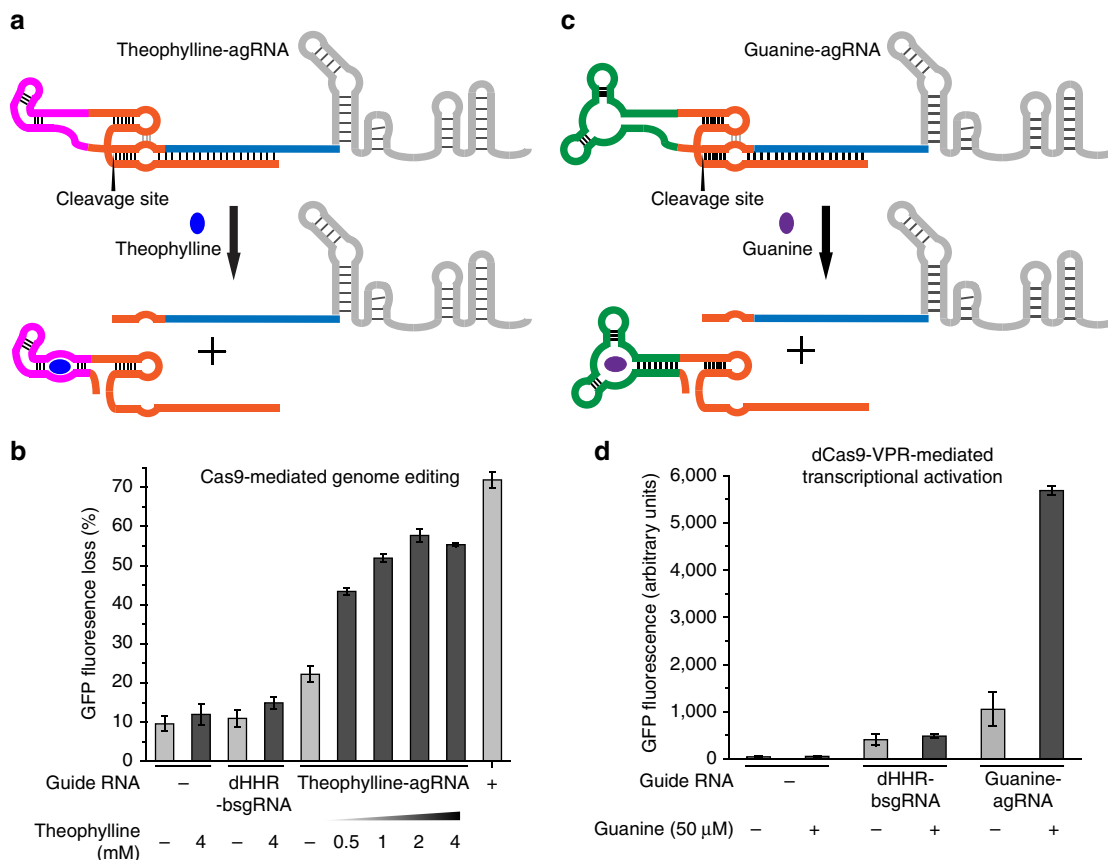 a
Theophylline-agRNA
Cleavage site
Theophylline
+
c
Guanine-agRNA
Cleavage site
Guanine
+
b
Cas9-mediated genome editing
GFP fluoresence loss (%)
70
60
50
40
30
20
10
0
Guide RNA – dHHR -bsgRNA Theophylline-agRNA +
Theophylline (mM) – 4 – 4 – 0.5 1 2 4
d
dCas9-VPR-mediated
transcriptional activation
GFP fluorescence (arbitrary units)
6,000
5,000
4,000
3,000
2,000
1,000
0
Guide RNA – dHHR- bsgRNA Guanine- agRNA
Guanine (50 µM) – + – + – +